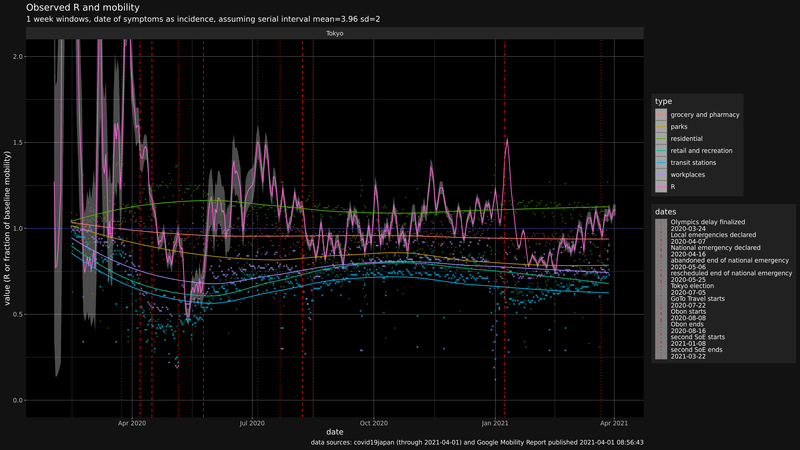 Observed R and mobility
1 week windows, date of symptoms as incidence, assuming serial interval mean=3.96 sd=2
Tokyo
2.0
1.5
1.0
0.5
0.0
value (R or fraction of baseline mobility)
Apr 2020
Jul 2020
Oct 2020
Jan 2021
Apr 2021
date
data sources: covid19japan (through 2021-04-01) and Google Mobility Report published 2021-04-01 08:56:43
type
grocery and pharmacy
parks
residential
retail and recreation
transit stations
workplaces
R
dates
Olympics delay finalized
2020-03-24
Local emergencies declared
2020-04-07
National emergency declared
2020-04-16
abandoned end of national emergency
2020-05-06
rescheduled end of national emergency
2020-05-25
Tokyo election
2020-07-05
GoTo Travel starts
2020-07-22
Obon starts
2020-08-08
Obon ends
2020-08-16
second SoE starts
2021-01-08
second SoE ends
2021-03-22